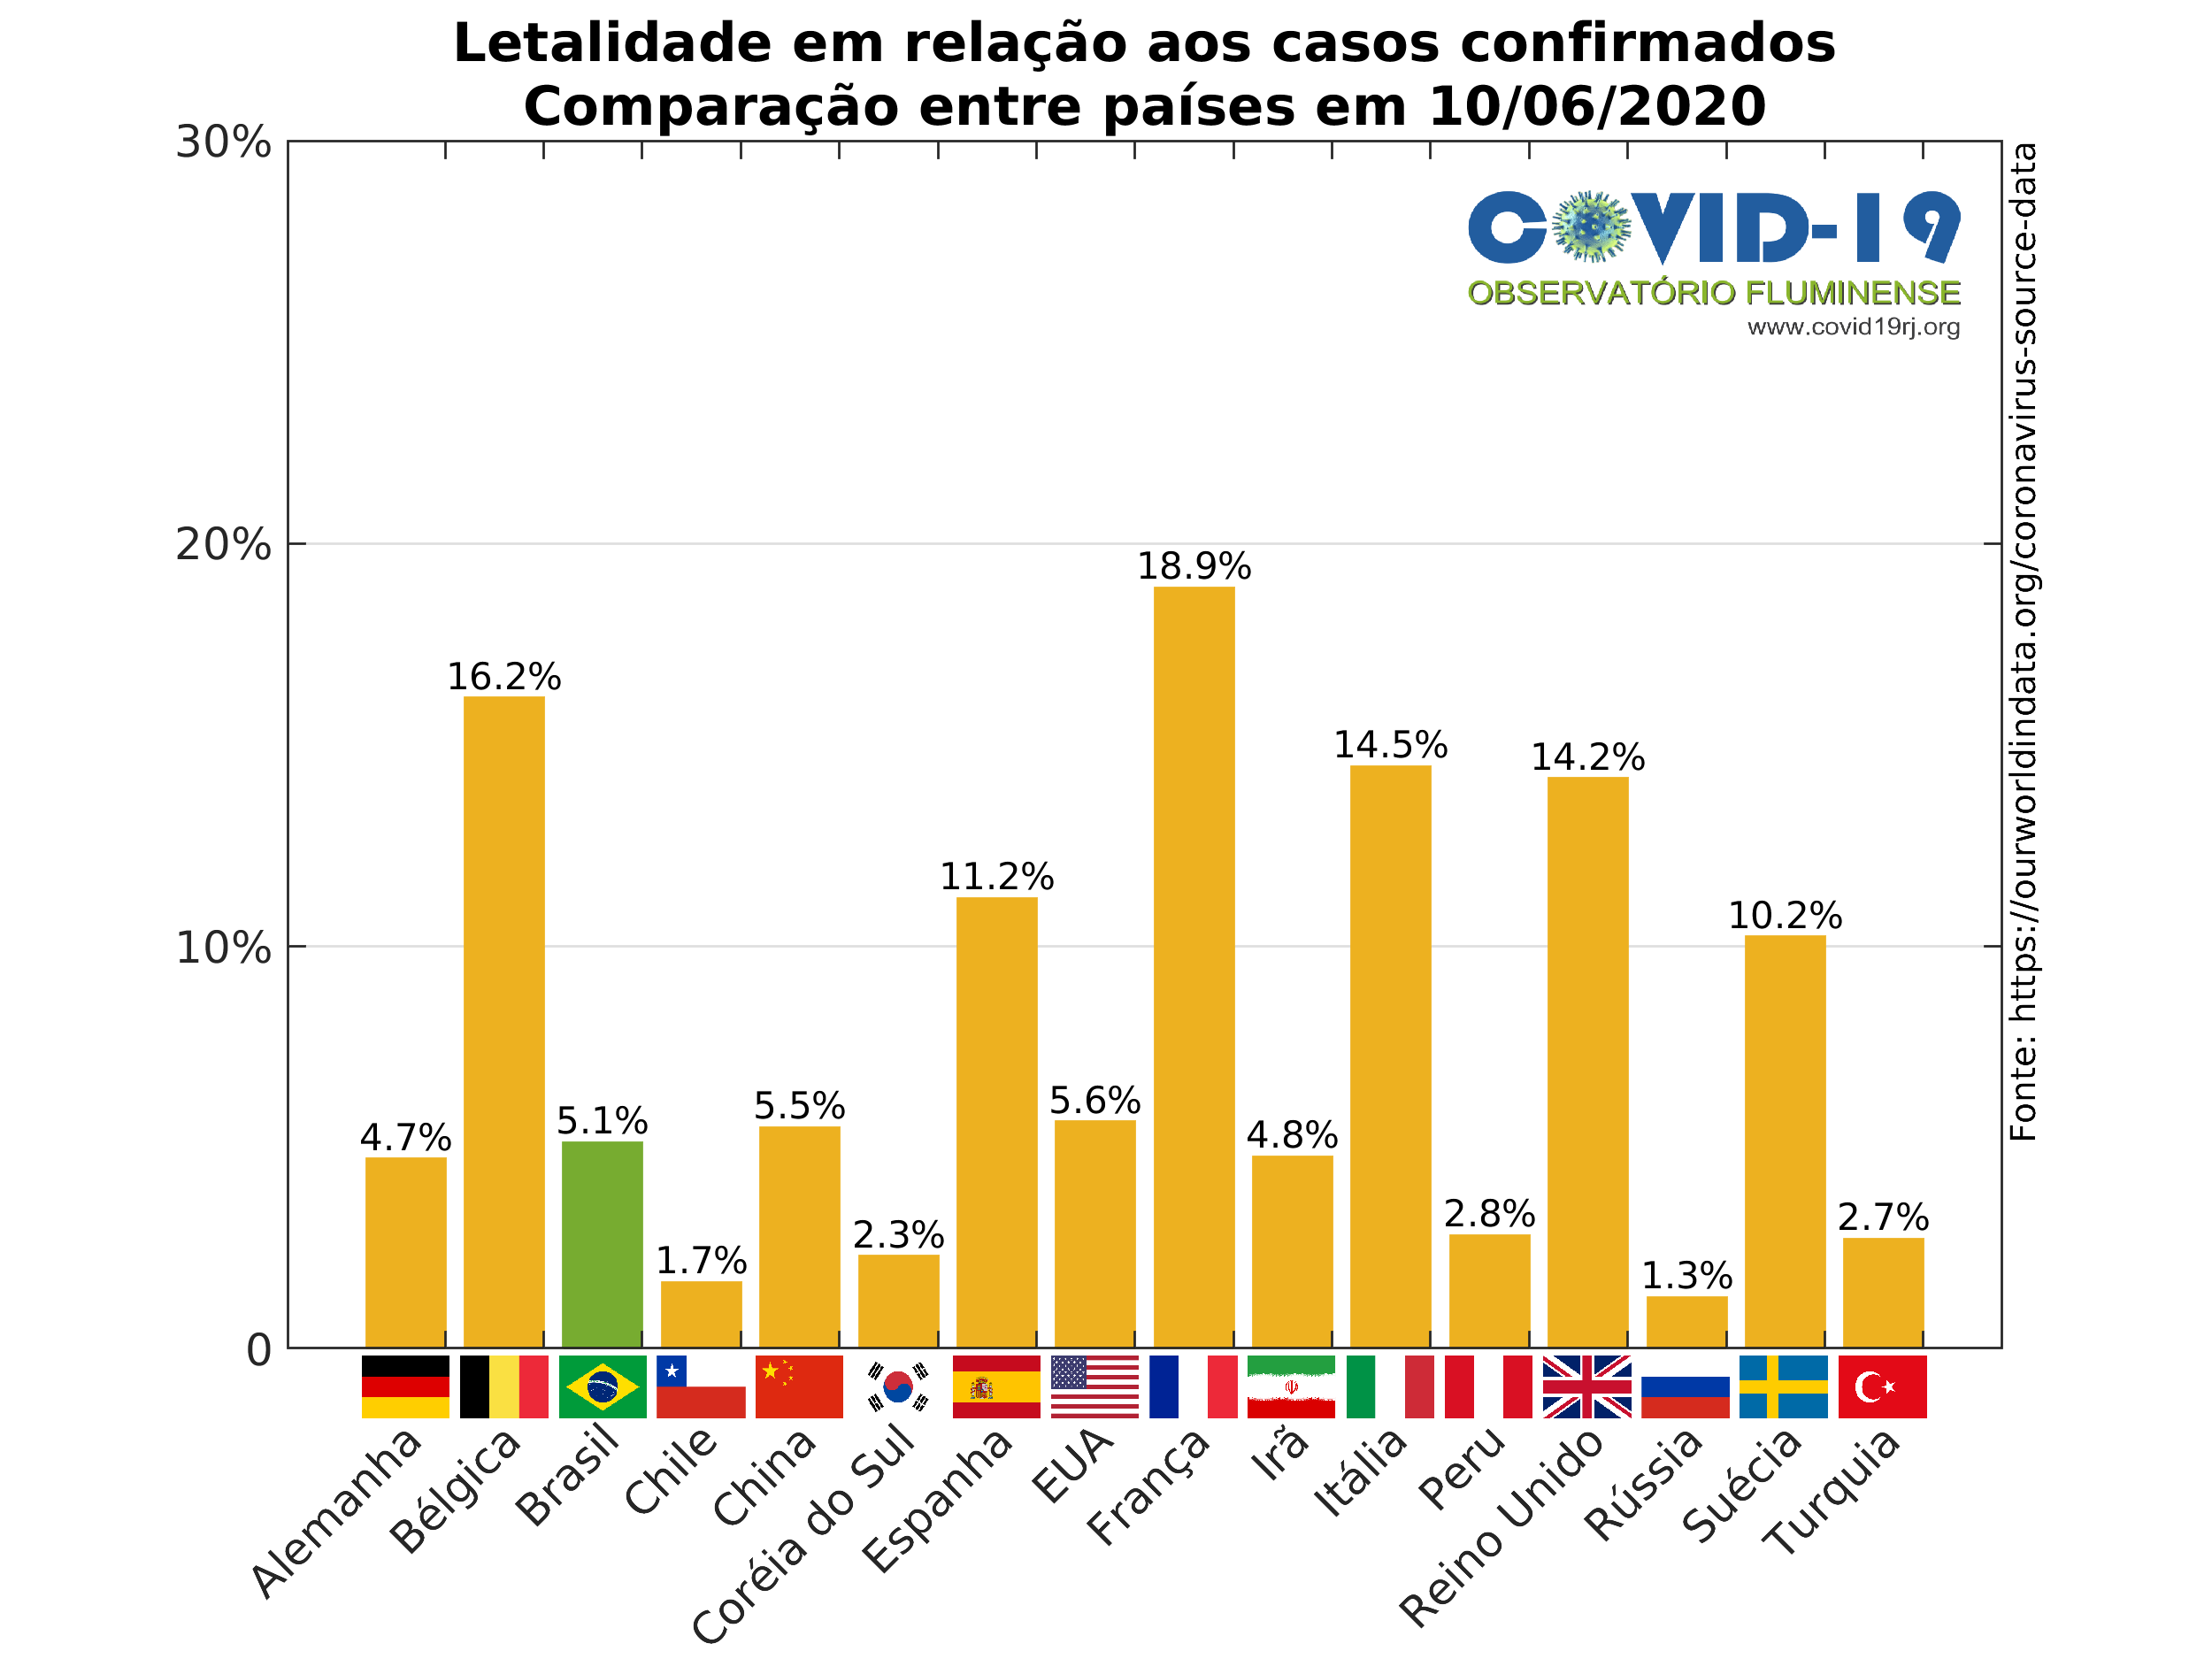 Letalidade em relação aos casos confirmados
Comparação entre países em 10/06/2020
30%
20%
10%
0
COVID-19
OBSERVATÓRIO FLUMINENSE
www.covid19rj.org
Fonte: https://ourworldindata.org/coronavirus-source-data
4.7%
16.2%
5.1%
1.7%
5.5%
2.3%
11.2%
5.6%
18.9%
4.8%
14.5%
2.8%
14.2%
1.3%
10.2%
2.7%
Alemanha
Bélgica
Brasil
Chile
China
Coréia do Sul
Espanha
EUA
França
Irã
Itália
Peru
Reino Unido
Rússia
Suécia
Turquia